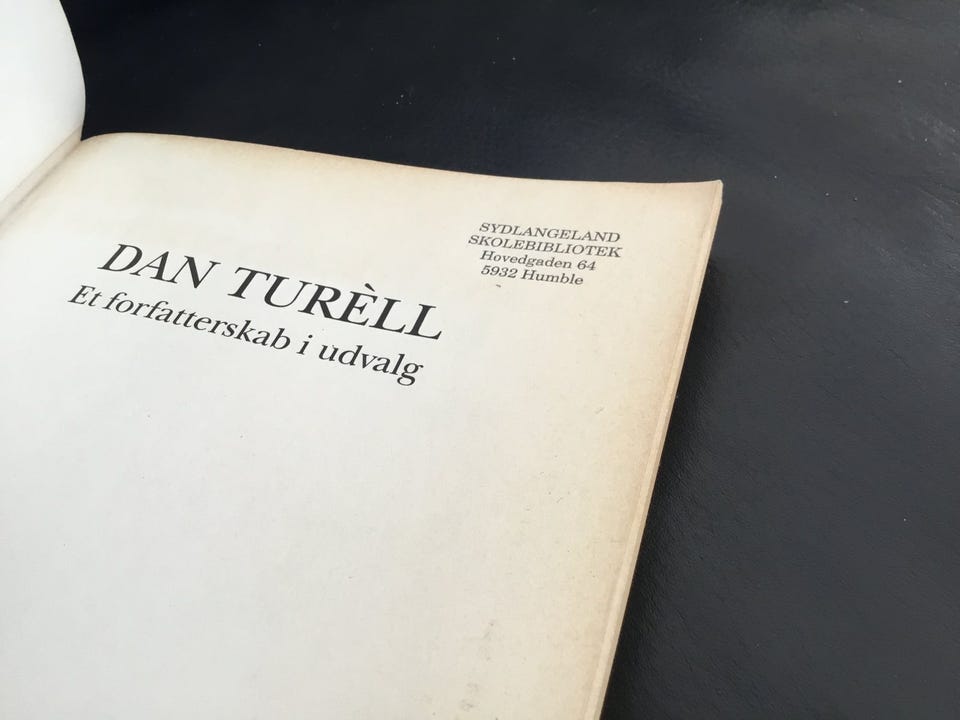 DAN TURÈLL
Et forfatterskab i udvalg
SYDLANGELAND
SKOLEBIBLIOTEK
Hovedgaden 64
5932 Humble